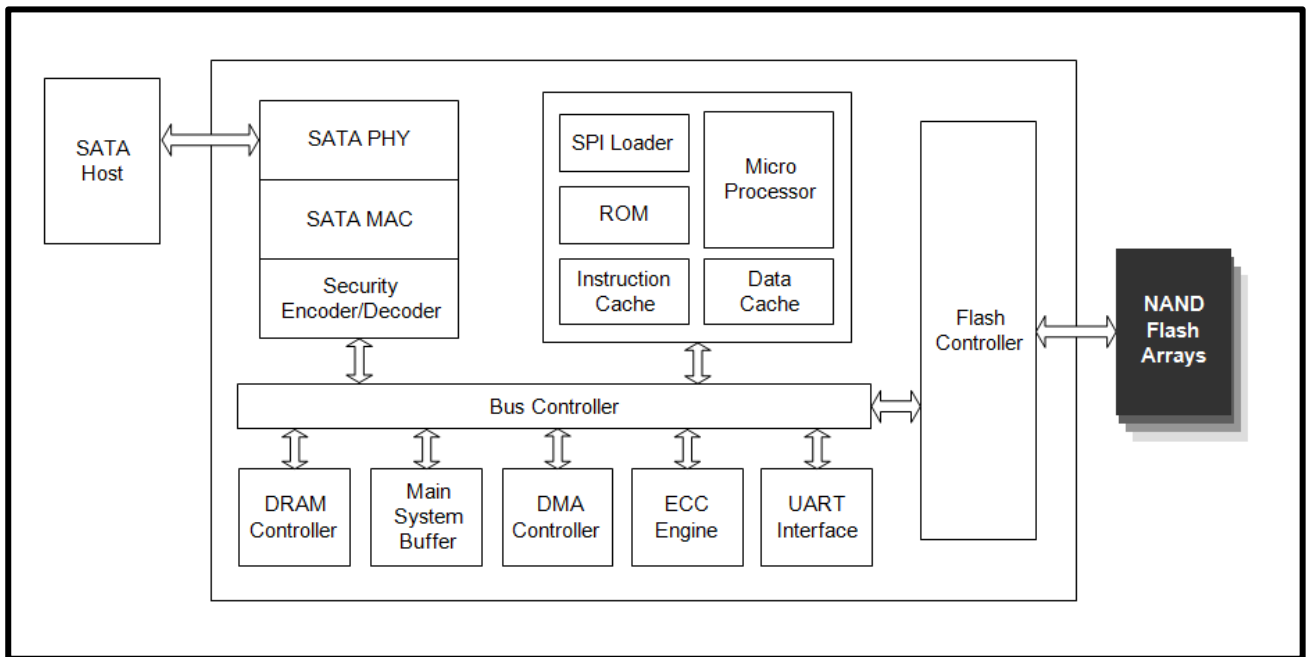 SATA
Host
SATA PHY
SATA MAC
Security
Encoder/Decoder
SPI Loader
ROM
Instruction
Cache
Micro
Processor
Data
Cache
Flash
Controller
NAND
Flash
Arrays
Bus Controller
DRAM
Controller
Main
System
Buffer
DMA
Controller
ECC
Engine
UART
Interface